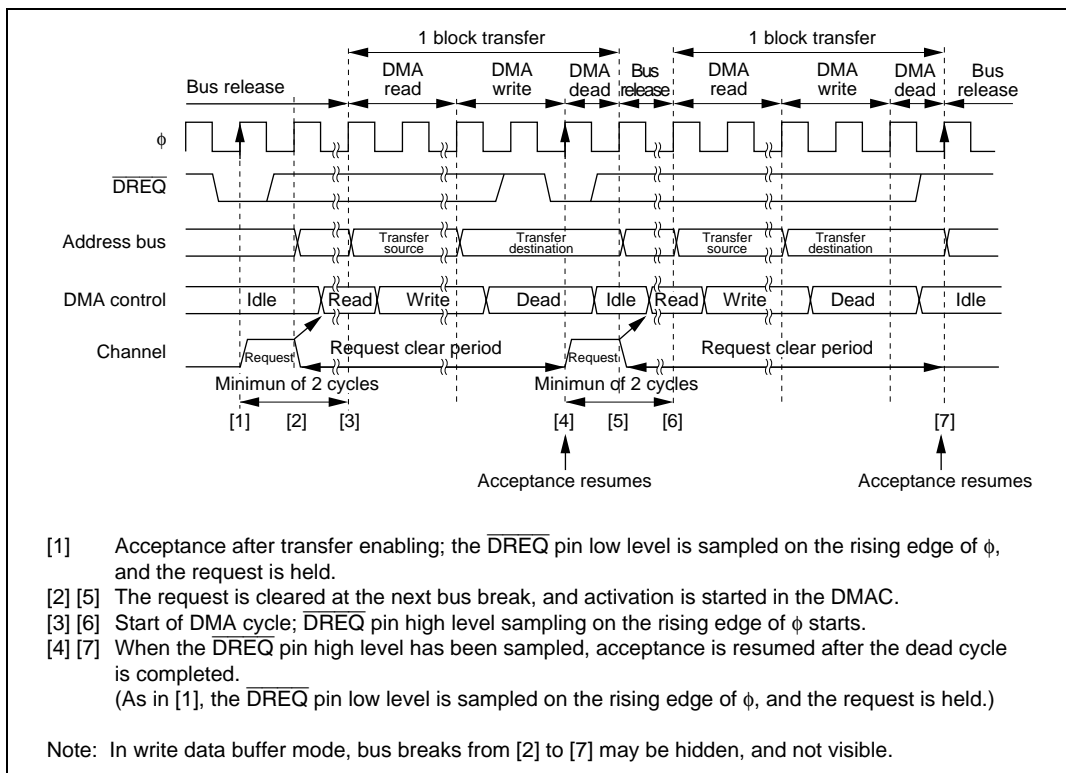 1 block transfer 1 block transfer
Bus release DMA read DMA write DMA dead Bus release DMA read DMA write DMA dead Bus release
φ
DREQ
Address bus Transfer source Transfer destination Transfer source Transfer destination
DMA control Idle Read Write Dead Idle Read Write Dead Idle
Channel Request Request clear period Request Request clear period
Minimun of 2 cycles Minimun of 2 cycles
[1] [2] [3] [4] [5] [6] [7]
Acceptance resumes Acceptance resumes
[1] Acceptance after transfer enabling; the DREQ pin low level is sampled on the rising edge of φ,
and the request is held.
[2] [5] The request is cleared at the next bus break, and activation is started in the DMAC.
[3] [6] Start of DMA cycle; DREQ pin high level sampling on the rising edge of φ starts.
[4] [7] When the DREQ pin high level has been sampled, acceptance is resumed after the dead cycle
is completed.
(As in [1], the DREQ pin low level is sampled on the rising edge of φ, and the request is held.)
Note: In write data buffer mode, bus breaks from [2] to [7] may be hidden, and not visible.